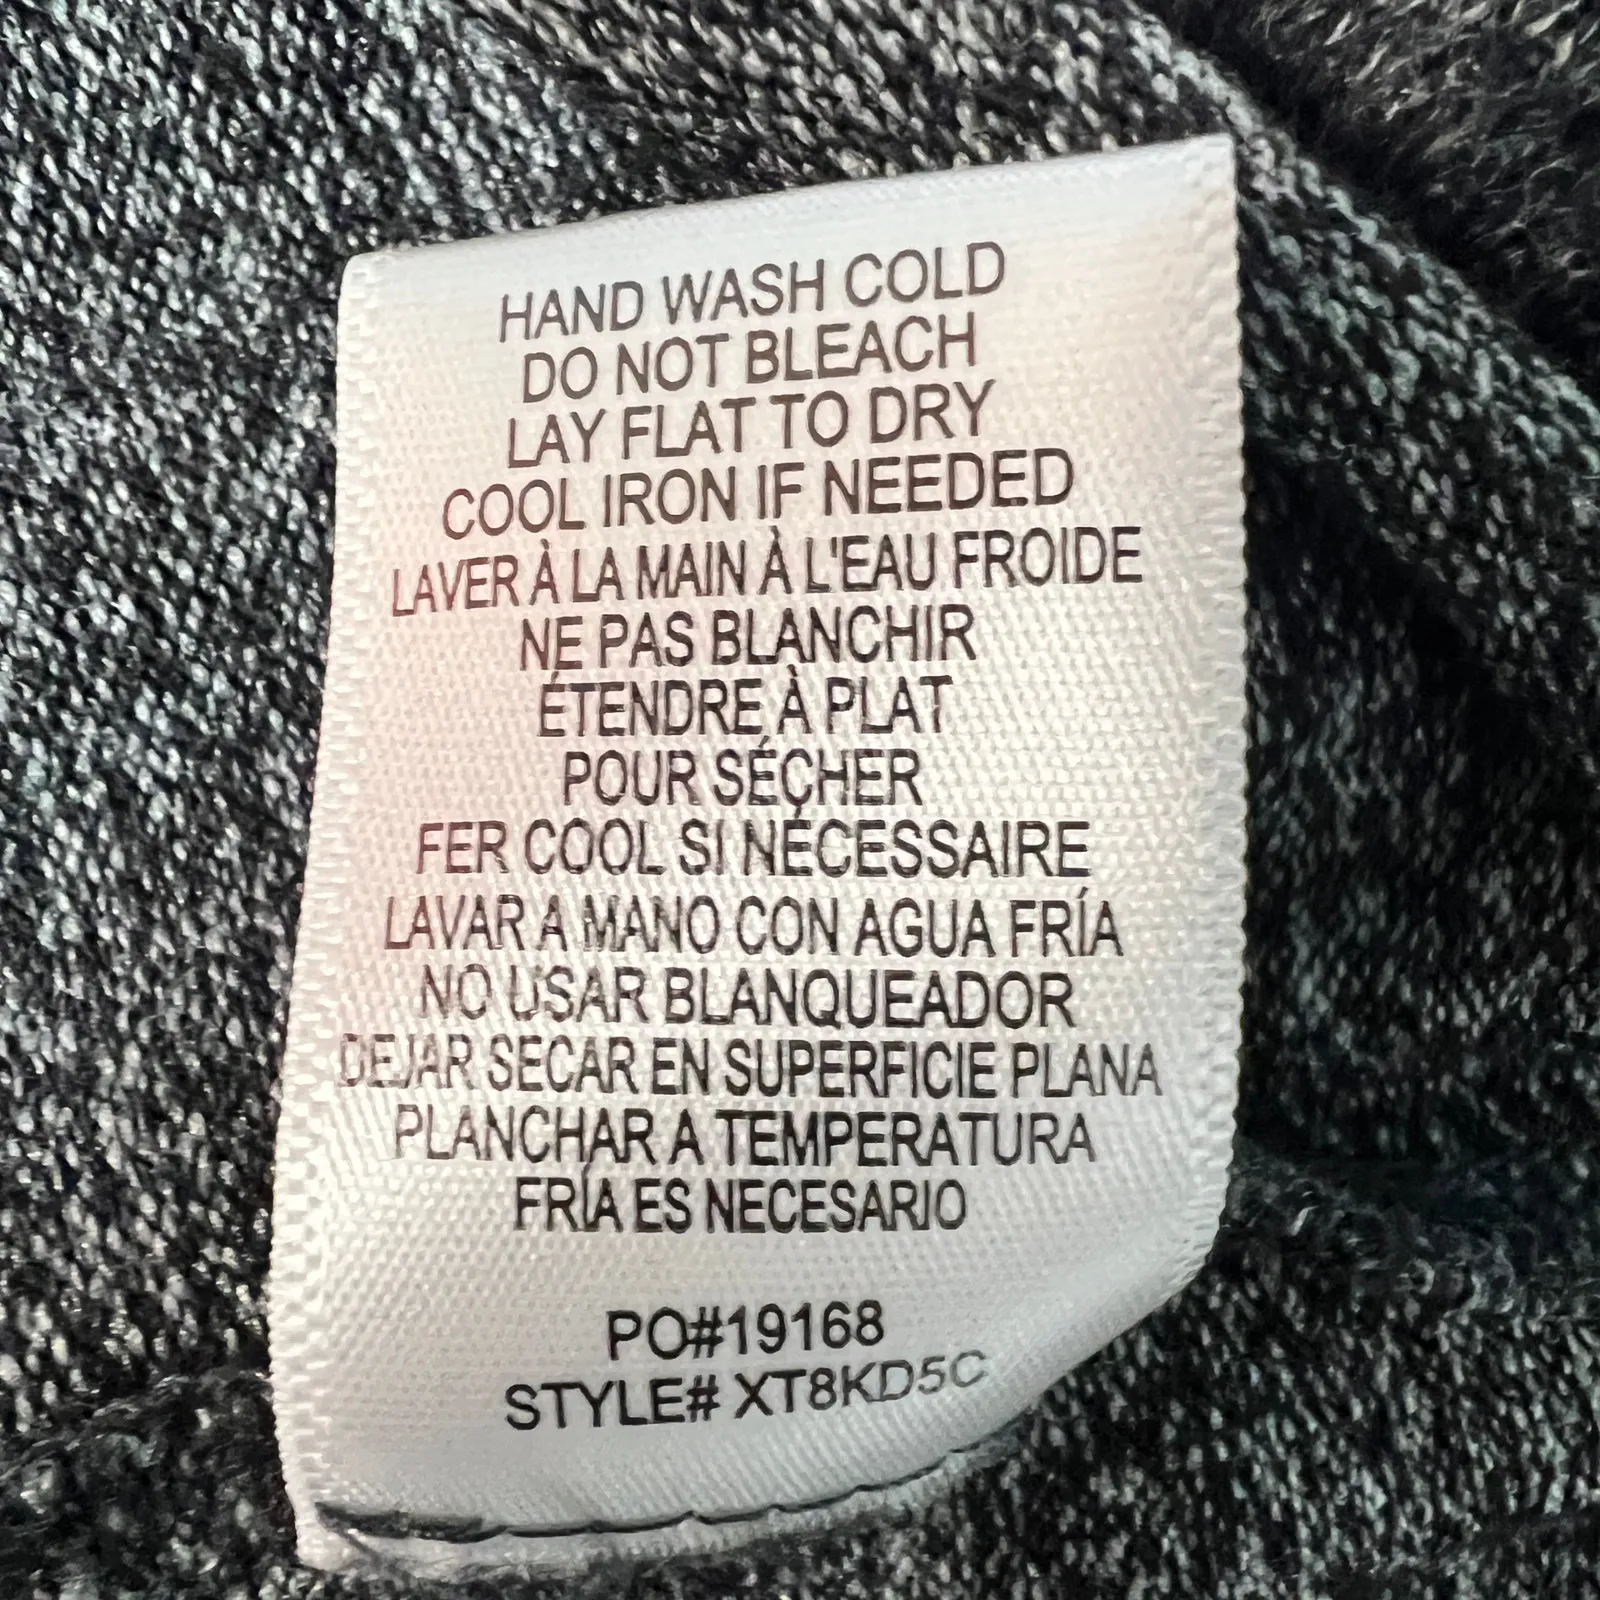 HAND WASH COLD
DO NOT BLEACH
LAY FLAT TO DRY
COOL IRON IF NEEDED
LAVER À LA MAIN À L'EAU FROIDE
NE PAS BLANCHIR
ÉTENDRE À PLAT
POUR SÉCHER
FER COOL SI NÉCESSAIRE
LAVAR A MANO CON AGUA FRÍA
NO USAR BLANQUEADOR
DEJAR SECAR EN SUPERFICIE PLANA
PLANCHAR A TEMPERATURA
FRÍA ES NECESARIO
PO#19168
STYLE# XT8KD5C